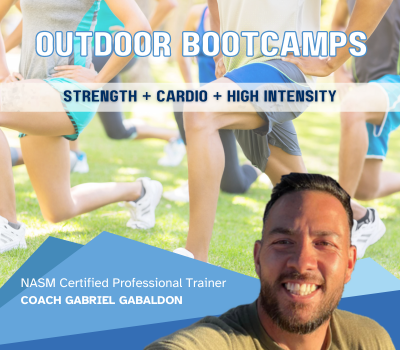 OUTDOOR BOOTCAMPS
STRENGTH + CARDIO + HIGH INTENSITY
NASM Certified Professional Trainer
COACH GABRIEL GABALDON